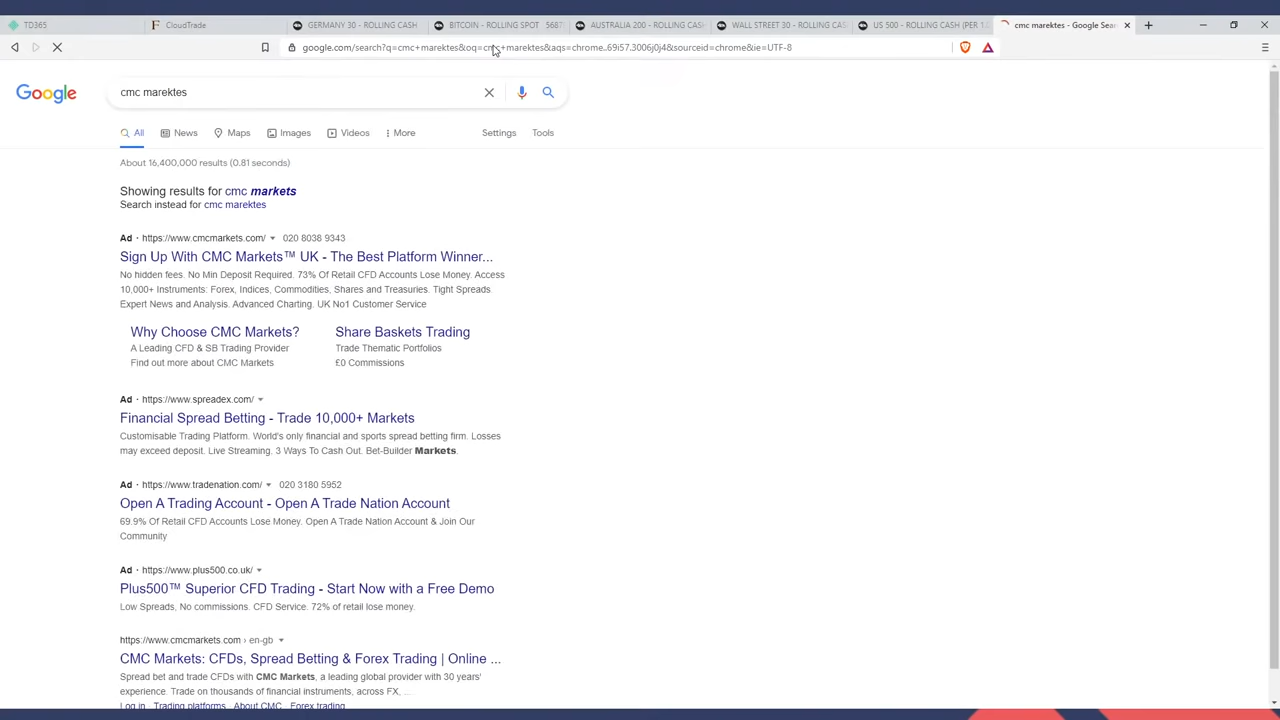 TD365
CloudTrade
GERMANY 30 - ROLLING CASH
BITCOIN - ROLLING SPOT 5687
AUSTRALIA 200 - ROLLING CAS
WALL STREET 30 - ROLLING CAS
US 500 - ROLLING CASH (PER 1
cmc marektes - Google Sear
google.com/search?q=cmc+marektes&oq=cmc+marektes&aqs=chrome..69i57.3006j0j4&sourceid=chrome&ie=UTF-8
Google
cmc marektes
All
News
Maps
Images
Videos
More
Settings
Tools
About 16,400,000 results (0.81 seconds)
Showing results for cmc markets
Search instead for cmc marektes
Ad · https://www.cmcmarkets.com/ 020 8038 9343
Sign Up With CMC Markets™ UK - The Best Platform Winner...
No hidden fees. No Min Deposit Required. 73% Of Retail CFD Accounts Lose Money. Access
10,000+ Instruments: Forex, Indices, Commodities, Shares and Treasuries. Tight Spreads
Expert News and Analysis. Advanced Charting. UK No1 Customer Service
Why Choose CMC Markets?
A Leading CFD & SB Trading Provider
Find out more about CMC Markets
Share Baskets Trading
Trade Thematic Portfolios
£0 Commissions
Ad · https://www.spreadex.com/
Financial Spread Betting - Trade 10,000+ Markets
Customisable Trading Platform. World's only financial and sports spread betting firm. Losses
may exceed deposit. Live Streaming. 3 Ways To Cash Out. Bet-Builder Markets.
Ad · https://www.tradenation.com/ 020 3180 5952
Open A Trading Account - Open A Trade Nation Account
69.9% Of Retail CFD Accounts Lose Money. Open A Trade Nation Account & Join Our
Community
Ad · https://www.plus500.co.uk/
Plus500™ Superior CFD Trading - Start Now with a Free Demo
Low Spreads, No commissions. CFD Service. 72% of retail lose money.
https://www.cmcmarkets.com › en-gb
CMC Markets: CFDs, Spread Betting & Forex Trading | Online ...
Spread bet and trade CFDs with CMC Markets, a leading global provider with 30 years'
experience. Trade on thousands of financial instruments, across FX, ...
Log in · Trading platforms · About CMC · Forex trading